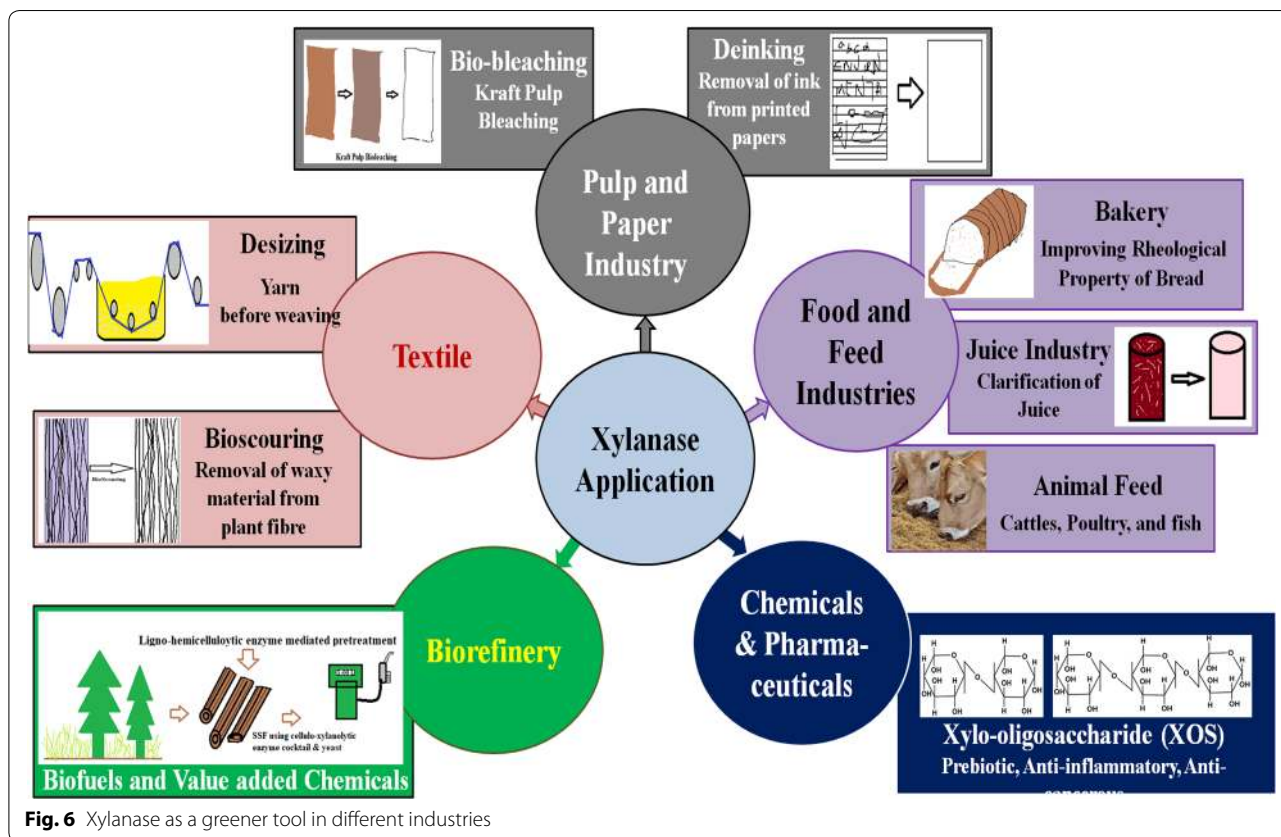 Bio-bleaching
Kraft Pulp
Bleaching
Kraft Pulp Bioleaching
Deinking
Removal of ink
from printed
papers
abcd
Pulp and
Paper
Industry
Desizing
Yarn
before weaving
Textile
Bioscouring
Removal of waxy
material from
plant fibre
Food and
Feed
Industries
Bakery
Improving Rheological
Property of Bread
Juice Industry
Clarification of
Juice
Animal Feed
Cattles, Poultry, and fish
Xylanase
Application
Biorefinery
Ligno-hemicelluloytic enzyme mediated pretreatment
SSF using cellulo-xylanolytic
enzyme cocktail & yeast
Biofuels and Value added Chemicals
Chemicals
& Pharma-
ceuticals
Xylo-oligosaccharide (XOS)
Prebiotic, Anti-inflammatory, Anti-
Fig. 6 Xylanase as a greener tool in different industries